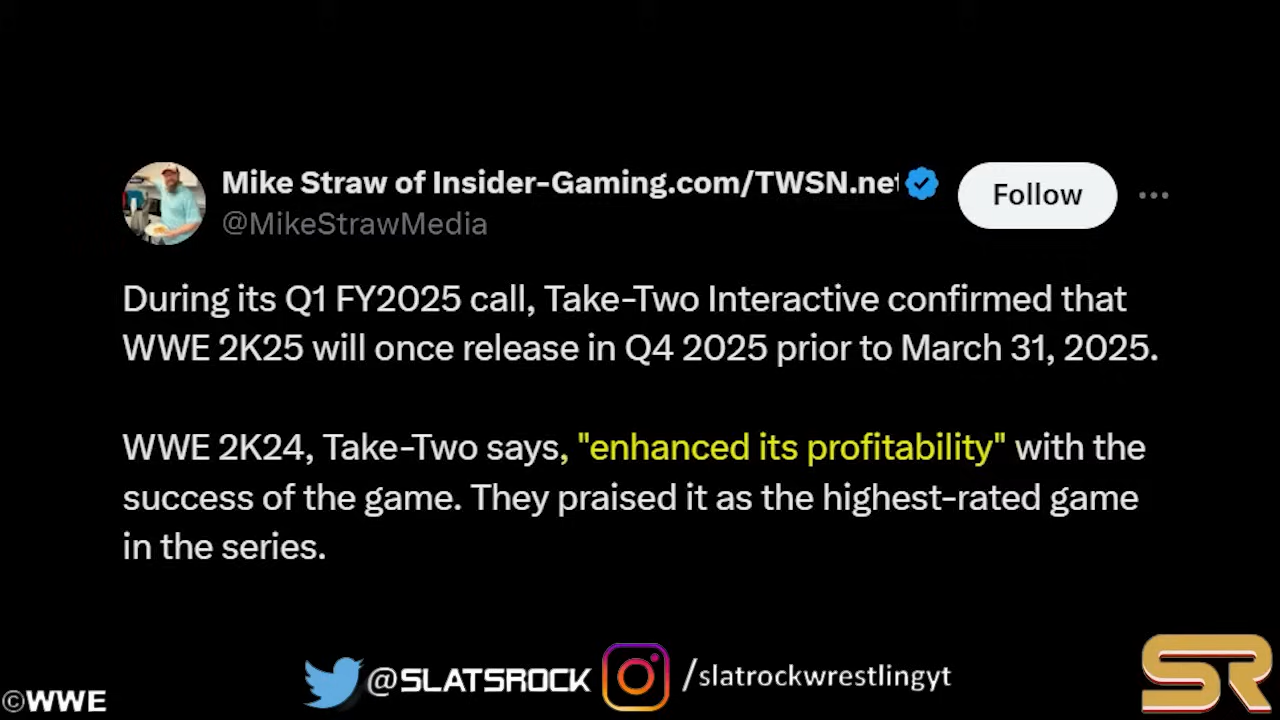 Mike Straw of Insider-Gaming.com/TWSN.net
@MikeStrawMedia
Follow
During its Q1 FY2025 call, Take-Two Interactive confirmed that
WWE 2K25 will once release in Q4 2025 prior to March 31, 2025.
WWE 2K24, Take-Two says, "enhanced its profitability" with the
success of the game. They praised it as the highest-rated game
in the series.
©WWE
@SLATSROCK
/slatrockwrestlingyt
SR